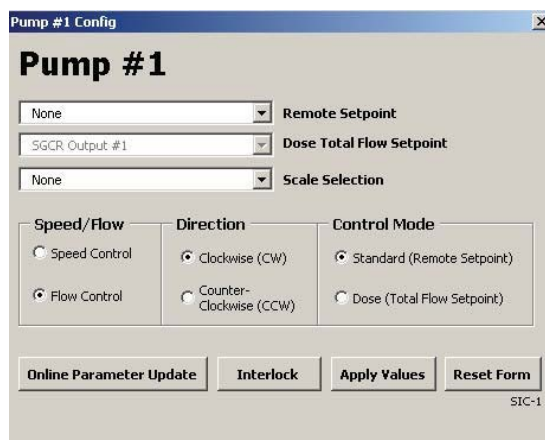 Pump #1 Config
Pump #1
None
Remote Setpoint
SGCR Output #1
Dose Total Flow Setpoint
None
Scale Selection
Speed/Flow
Speed Control
Flow Control
Direction
Clockwise (CW)
Counter-
Clockwise (CCW)
Control Mode
Standard (Remote Setpoint)
Dose (Total Flow Setpoint)
Online Parameter Update
Interlock
Apply Values
Reset Form
SIC-1